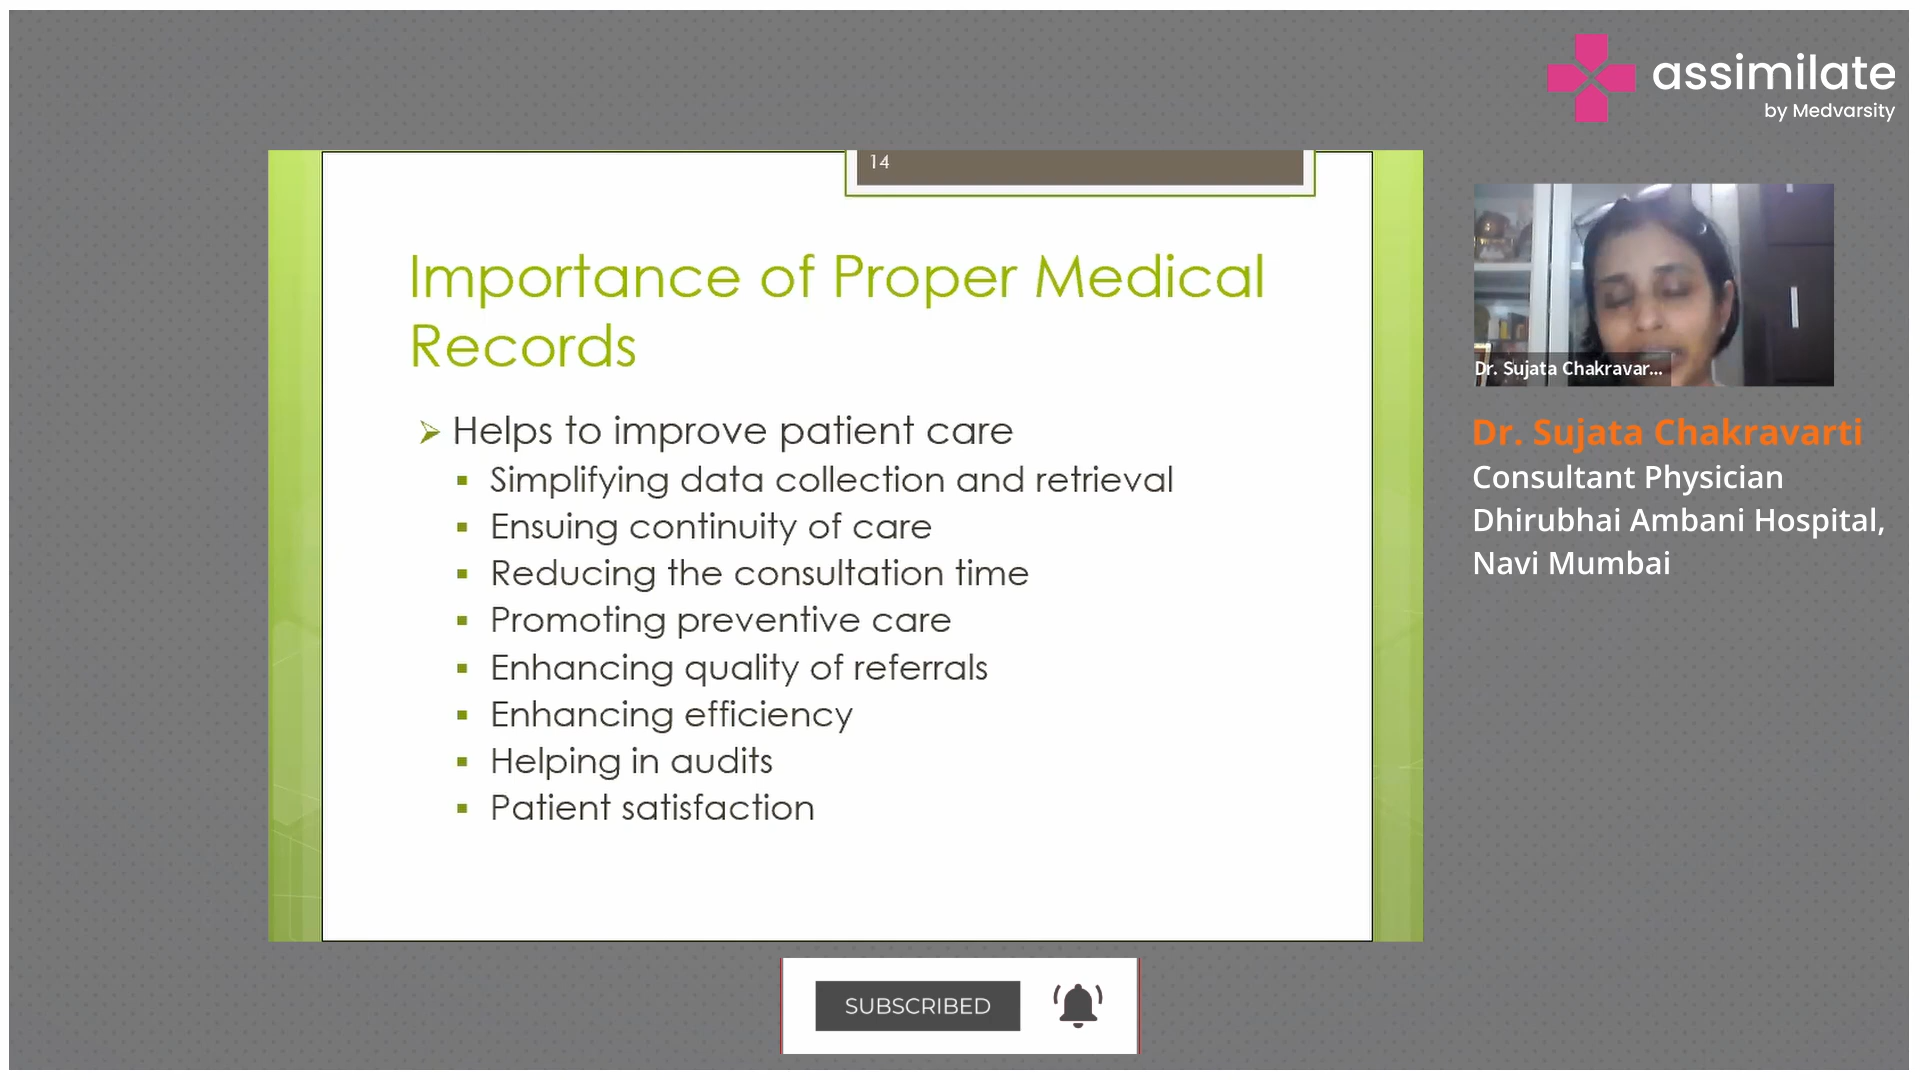 assimilate
by Medvarsity
14
Importance of Proper Medical
Records
Helps to improve patient care
Simplifying data collection and retrieval
Ensuing continuity of care
Reducing the consultation time
Promoting preventive care
Enhancing quality of referrals
Enhancing efficiency
Helping in audits
Patient satisfaction
Dr. Sujata Chakravar...
Dr. Sujata Chakravarti
Consultant Physician
Dhirubhai Ambani Hospital,
Navi Mumbai
SUBSCRIBED